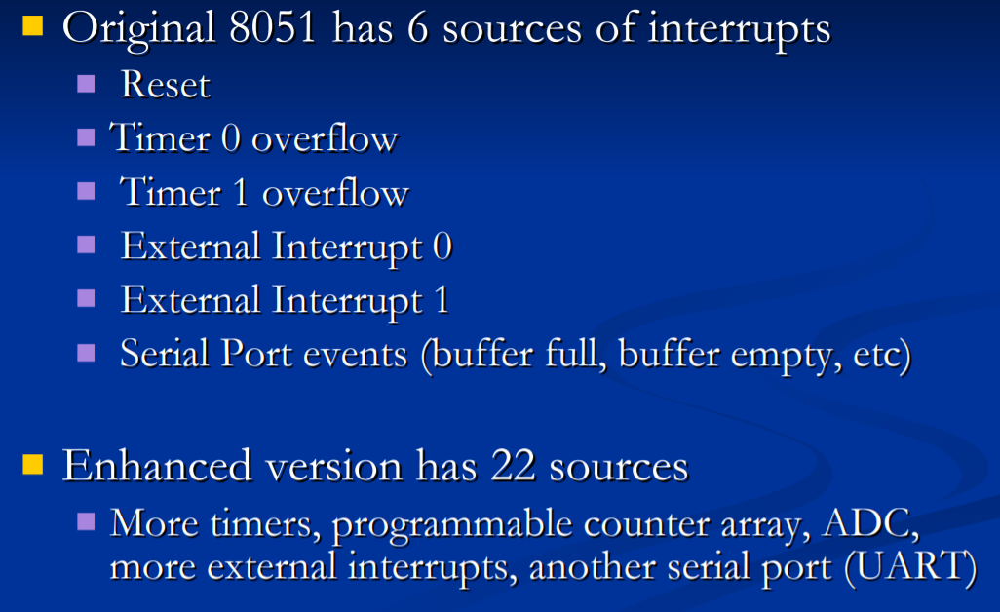 Original 8051 has 6 sources of interrupts
Reset
Timer 0 overflow
Timer 1 overflow
External Interrupt 0
External Interrupt 1
Serial Port events (buffer full, buffer empty, etc)
Enhanced version has 22 sources
More timers, programmable counter array, ADC,
more external interrupts, another serial port (UART)